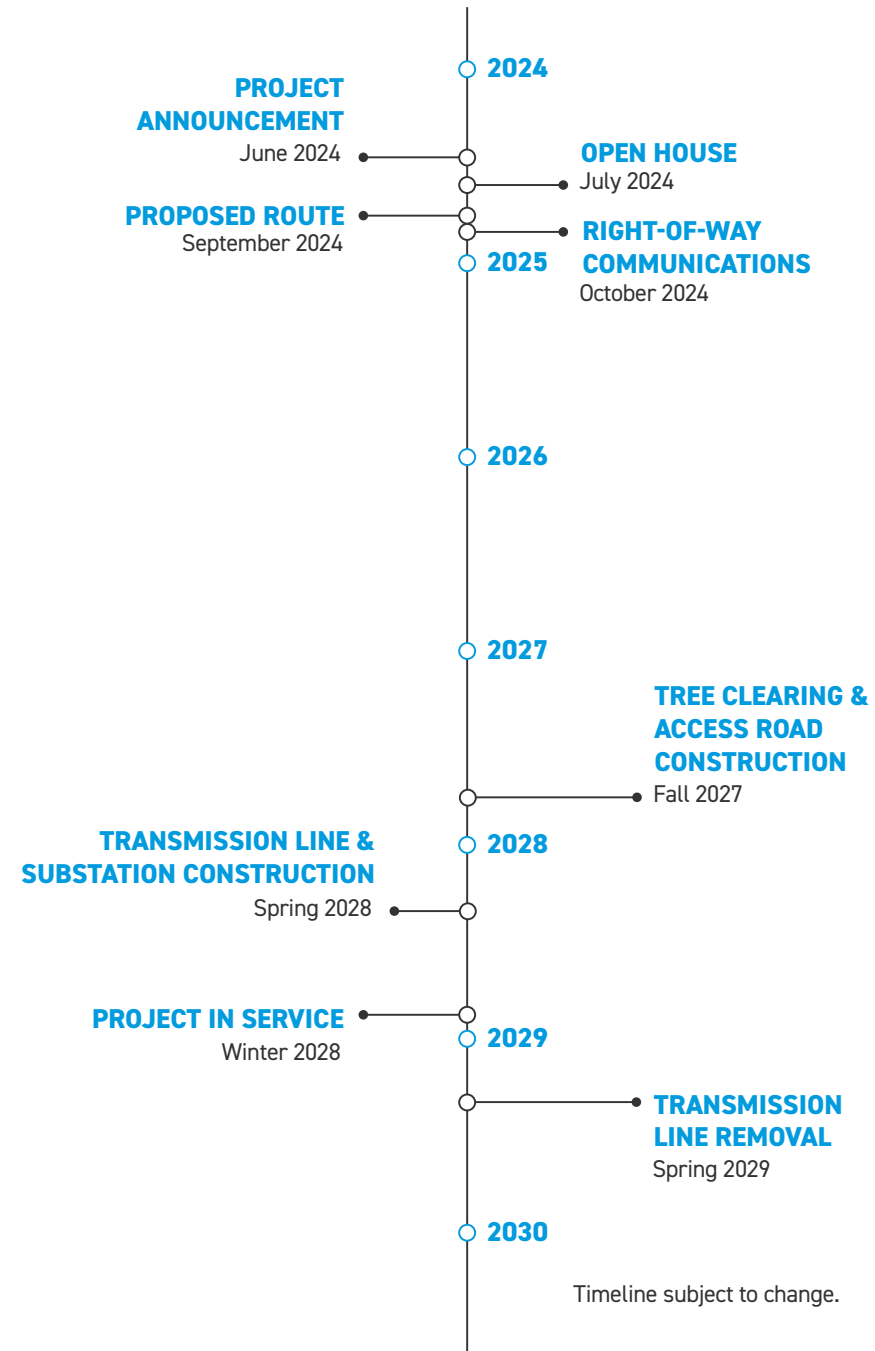 2024
PROJECT
ANNOUNCEMENT
June 2024
OPEN HOUSE
July 2024
PROPOSED ROUTE
September 2024
RIGHT-OF-WAY
COMMUNICATIONS
October 2024
2025
2026
2027
TREE CLEARING &
ACCESS ROAD
CONSTRUCTION
Fall 2027
2028
TRANSMISSION LINE &
SUBSTATION CONSTRUCTION
Spring 2028
PROJECT IN SERVICE
Winter 2028
2029
TRANSMISSION
LINE REMOVAL
Spring 2029
2030
Timeline subject to change.